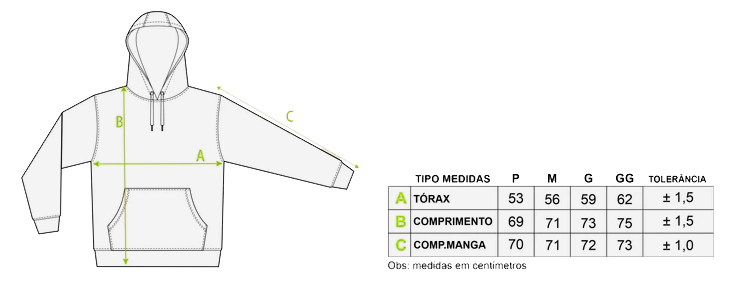 C
B
A
TIPO MEDIDAS P M G GG TOLERÂNCIA
A TÓRAX 53 56 59 62 ± 1,5
B COMPRIMENTO 69 71 73 75 ± 1,5
C COMP.MANGA 70 71 72 73 ± 1,0
Obs: medidas em centímetros